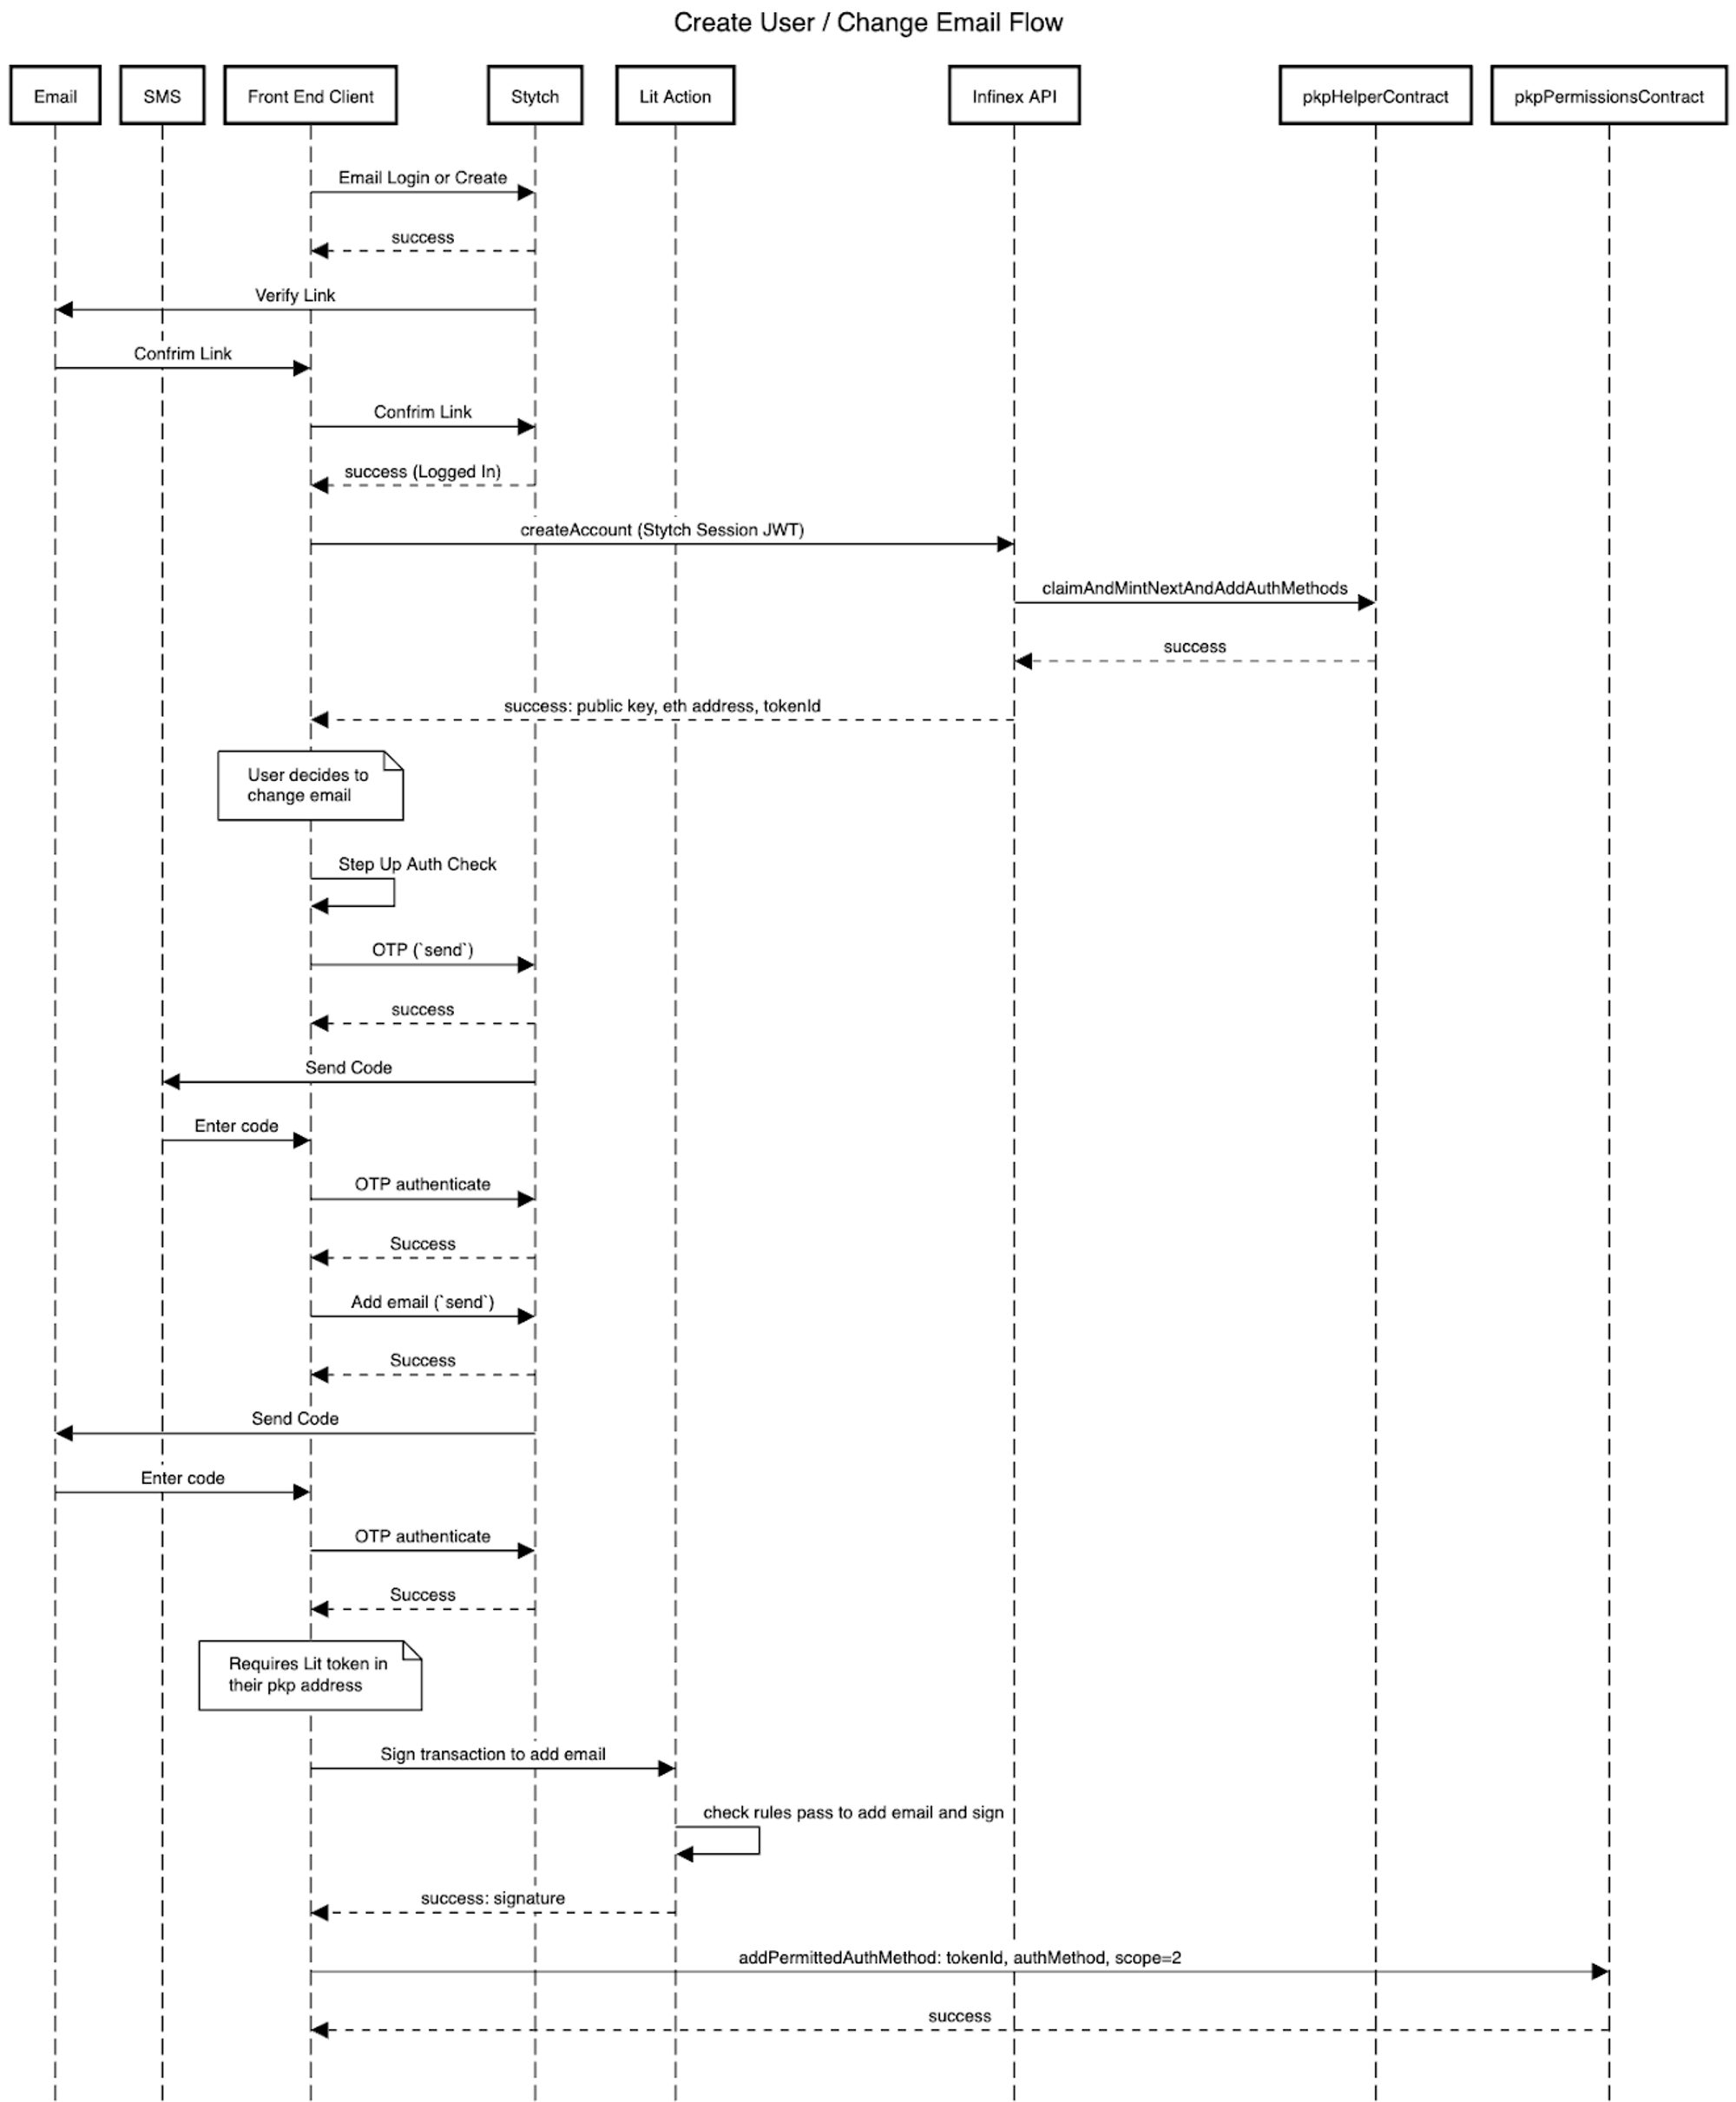 Create User / Change Email Flow
Email
SMS
Front End Client
Stytch
Lit Action
Infinex API
pkpHelperContract
pkpPermissionsContract
Email Login or Create
success
Verify Link
Confrim Link
Confrim Link
success (Logged In)
createAccount (Stytch Session JWT)
claimAndMintNextAndAddAuthMethods
success
success: public key, eth address, tokenId
User decides to
change email
Step Up Auth Check
OTP (`send`)
success
Send Code
Enter code
OTP authenticate
Success
Add email (`send`)
Success
Send Code
Enter code
OTP authenticate
Success
Requires Lit token in
their pkp address
Sign transaction to add email
check rules pass to add email and sign
success: signature
addPermittedAuthMethod: tokenId, authMethod, scope=2
success